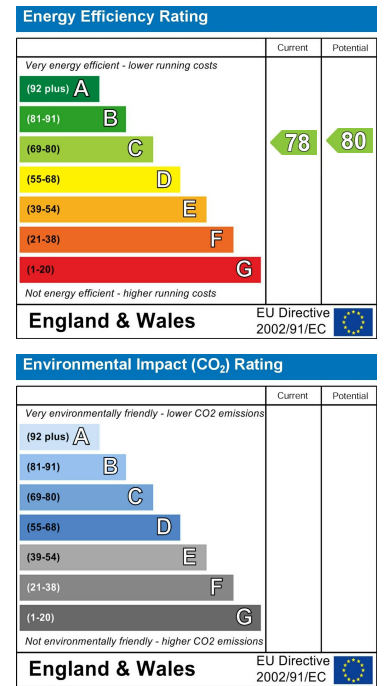 Energy Efficiency Rating
Current Potential
Very energy efficient - lower running costs
(92 plus) A
(81-91) B
(69-80) C
78 80
(55-68) D
(39-54) E
(21-38) F
(1-20) G
Not energy efficient - higher running costs
England & Wales
EU Directive
2002/91/EC
Environmental Impact (CO₂) Rating
Current Potential
Very environmentally friendly - lower CO2 emissions
(92 plus) A
(81-91) B
(69-80) C
(55-68) D
(39-54) E
(21-38) F
(1-20) G
Not environmentally friendly - higher CO2 emissions
England & Wales
EU Directive
2002/91/EC